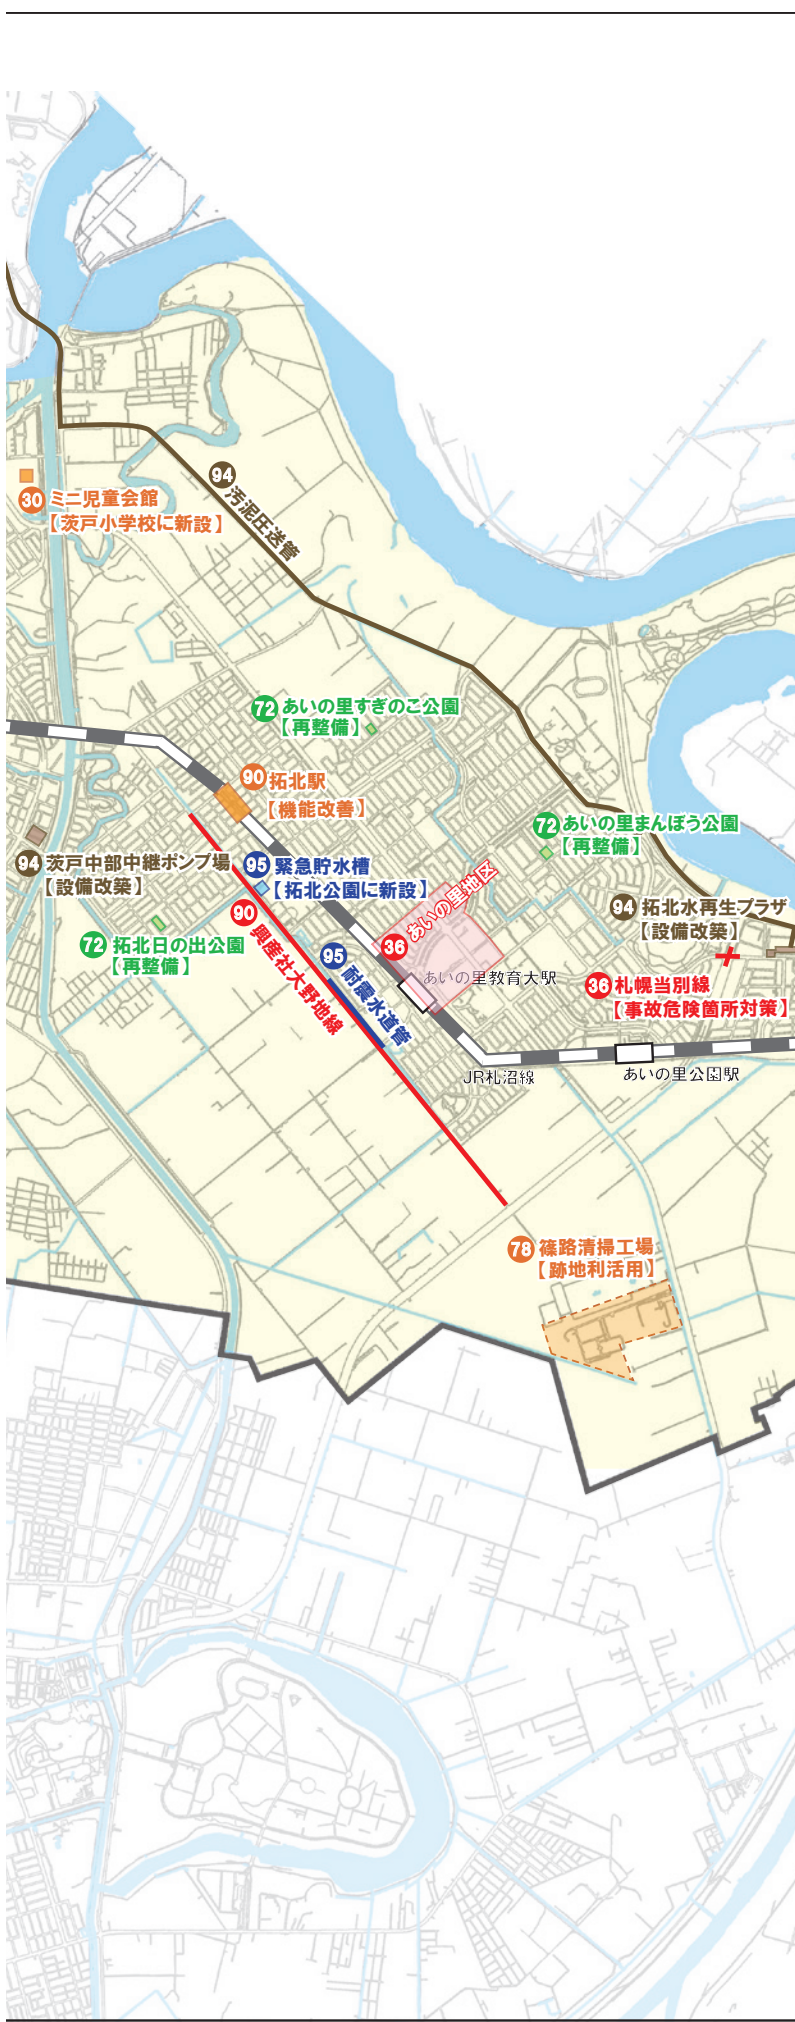 94
汚泥圧送管
30 ミニ児童会館
【茨戸小学校に新設】
72 あいの里すぎのこ公園
【再整備】
90 拓北駅
【機能改善】
72 あいの里まんぼう公園
【再整備】
94 茨戸中部中継ポンプ場
【設備改築】
95 緊急貯水槽
【拓北公園に新設】
36 あいの里地区
94 拓北水再生プラザ
【設備改築】
90 興産社大野地線
72 拓北日の出公園
【再整備】
95 耐震水道管
あいの里教育大駅
36 札幌当別線
【事故危険箇所対策】
JR札沼線
あいの里公園駅
78 篠路清掃工場
【跡地利活用】